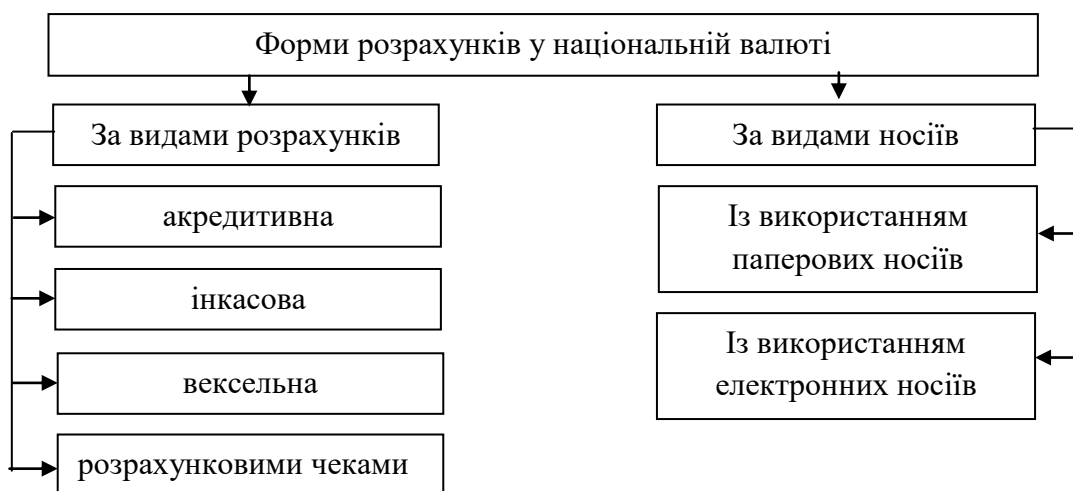 Форми розрахунків у національній валюті
За видами розрахунків
акредитивна
інкасова
вексельна
розрахунковими чеками
За видами носіїв
Із використанням
паперових носіїв
Із використанням
електронних носіїв